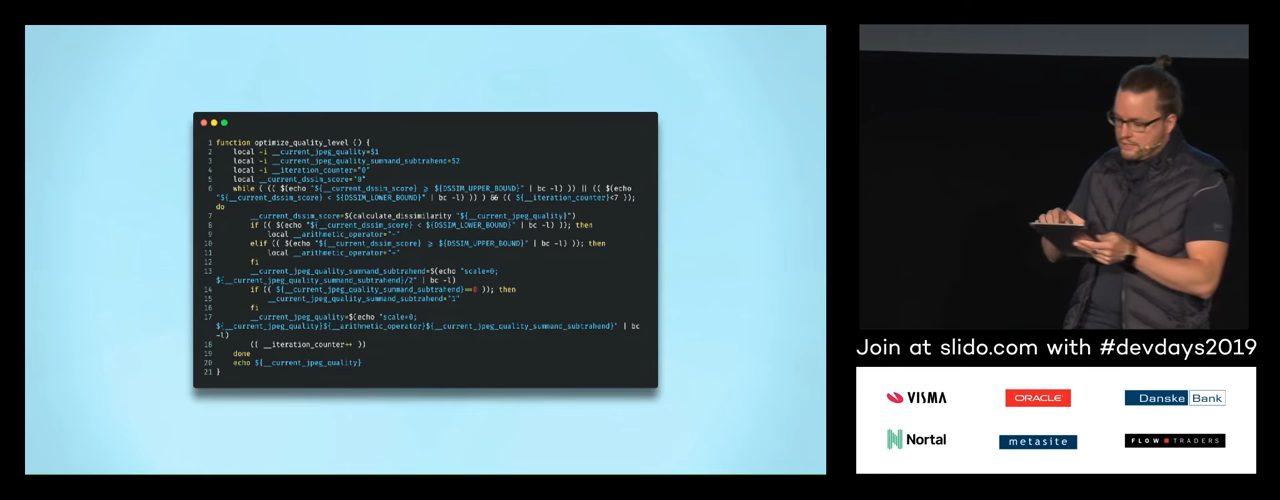 1 function optimize_quality_level () {
2 local -i __current_jpeg_quality=$1
3 local -i __current_jpeg_quality_summand_subtrahend=$2
4 local -i __iteration_counter="0"
5 local __current_dssim_score="9"
6 while ( (( $(echo "${__current_dssim_score} ⩾ ${DSSIM_UPPER_BOUND}" | bc -l) )) || (( $(echo
"${__current_dssim_score} < ${DSSIM_LOWER_BOUND}" | bc -l) )) ) && (( ${__iteration_counter}<7 ));
do
7 __current_dssim_score=$(calculate_dissimilarity "${__current_jpeg_quality}")
8 if (( $(echo "${__current_dssim_score} < ${DSSIM_LOWER_BOUND}" | bc -l) )); then
9 local __arithmetic_operator="-"
10 elif (( $(echo "${__current_dssim_score} ⩾ ${DSSIM_UPPER_BOUND}" | bc -l) )); then
11 local __arithmetic_operator="+"
12 fi
13 __current_jpeg_quality_summand_subtrahend=$(echo "scale=0;
${__current_jpeg_quality_summand_subtrahend}/2" | bc -l)
14 if (( ${__current_jpeg_quality_summand_subtrahend}==0 )); then
15 __current_jpeg_quality_summand_subtrahend="1"
16 fi
17 __current_jpeg_quality=$(echo "scale=0;
${__current_jpeg_quality}${__arithmetic_operator}${__current_jpeg_quality_summand_subtrahend}" | bc
-l)
18 (( __iteration_counter++ ))
19 done
20 echo ${__current_jpeg_quality}
21 }
Join at slido.com with #devdays2019
VISMA
ORACLE
Danske Bank
Nortal
metasite
FLOW TRADERS